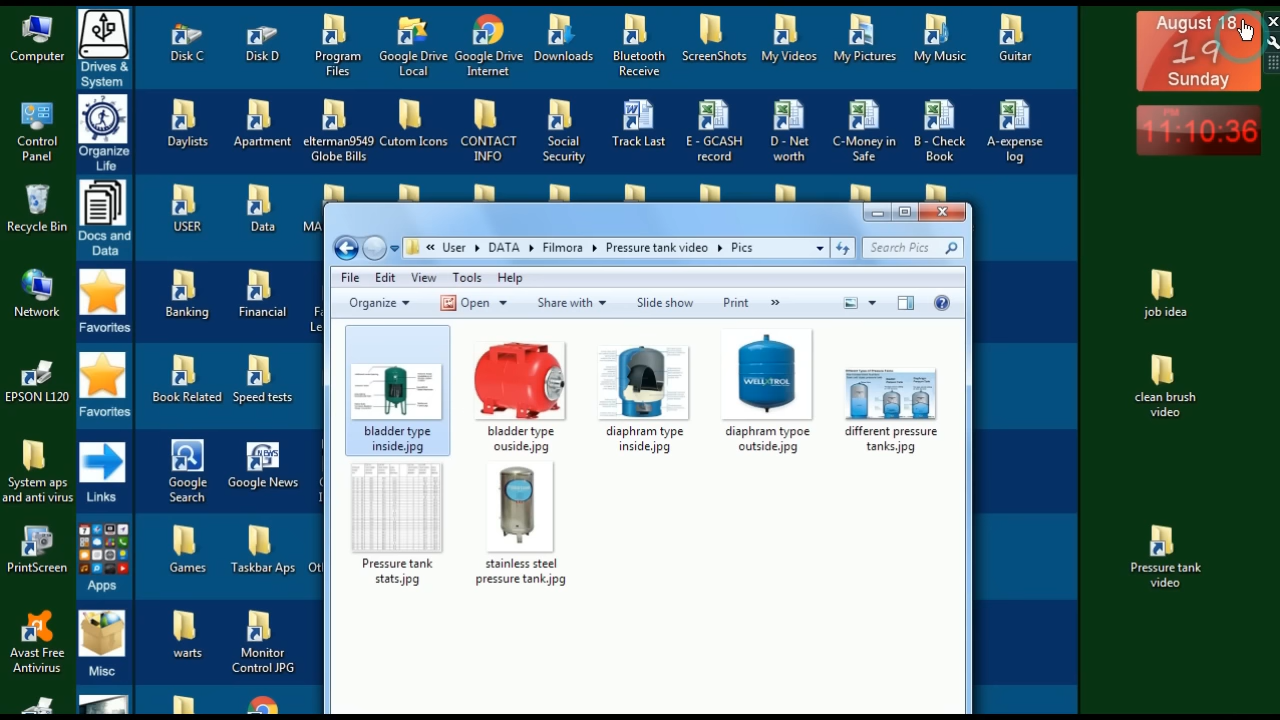 August 18
19
Sunday
PM
11:10:36
Computer
Control
Panel
Recycle Bin
Network
EPSON L120
System aps
and anti virus
PrintScreen
Avast Free
Antivirus
Drives &
System
Organize
Life
Docs and
Data
Favorites
Favorites
Links
Apps
Misc
Disk C
Disk D
Program
Files
Google Drive
Local
Google Drive
Internet
Downloads
Bluetooth
Receive
ScreenShots
My Videos
My Pictures
My Music
Guitar
Daylists
Apartment
elterman9549
Globe Bills
Cutom Icons
CONTACT
INFO
Social
Security
Track Last
E - GCASH
record
D - Net
worth
C-Money in
Safe
B - Check
Book
A-expense
log
USER
Data
MA
Banking
Financial
Fa
Le
Book Related
Speed tests
Google
Search
Google News
NEWS
Games
Taskbar Aps
Ot
warts
Monitor
Control JPG
« User DATA Filmora Pressure tank video Pics
Search Pics
File Edit View Tools Help
Organize Open Share with Slide show Print »
bladder type
inside.jpg
bladder type
ouside.jpg
diaphram type
inside.jpg
WELLXTROL
diaphram typoe
outside.jpg
different pressure
tanks.jpg
Pressure tank
stats.jpg
stainless steel
pressure tank.jpg
job idea
clean brush
video
Pressure tank
video